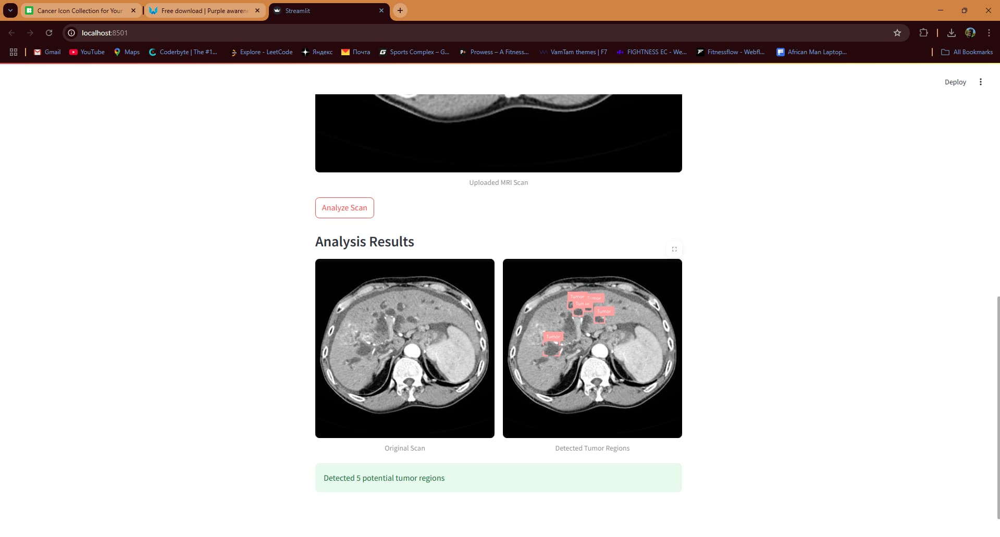 Cancer Icon Collection for Your
Free download | Purple awaren
Streamlit
localhost:8501
Gmail
YouTube
Maps
Coderbyte | The #1...
Explore - LeetCode
Яндекс
Почта
Sports Complex – G...
Prowess – A Fitness...
VamTam themes | F7
FIGHTNESS EC - We...
Fitnessflow - Webfl...
African Man Laptop...
All Bookmarks
Deploy
Uploaded MRI Scan
Analyze Scan
Analysis Results
Tumor
Tumor
Tumor
Tumor
Original Scan
Detected Tumor Regions
Detected 5 potential tumor regions